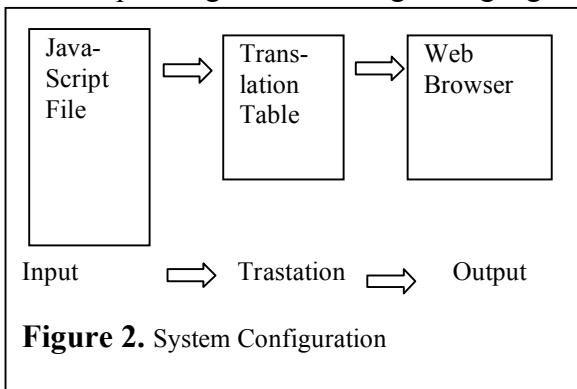 Java-
Script
File
Trans-
lation
Table
Web
Browser
Input Trastation Output
Figure 2. System Configuration